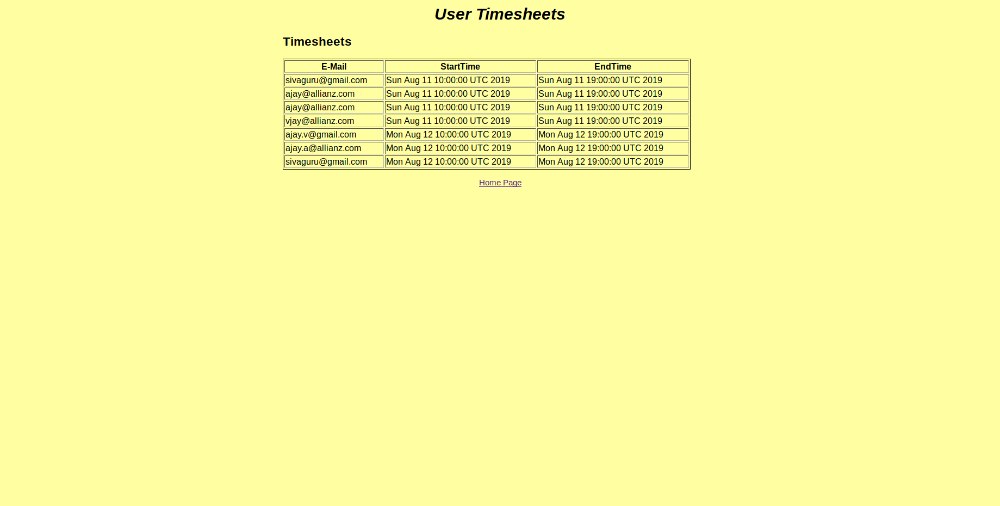 User Timesheets
Timesheets
E-Mail StartTime EndTime
sivaguru@gmail.com Sun Aug 11 10:00:00 UTC 2019 Sun Aug 11 19:00:00 UTC 2019
ajay@allianz.com Sun Aug 11 10:00:00 UTC 2019 Sun Aug 11 19:00:00 UTC 2019
ajay@allianz.com Sun Aug 11 10:00:00 UTC 2019 Sun Aug 11 19:00:00 UTC 2019
vjay@allianz.com Sun Aug 11 10:00:00 UTC 2019 Sun Aug 11 19:00:00 UTC 2019
ajay.v@gmail.com Mon Aug 12 10:00:00 UTC 2019 Mon Aug 12 19:00:00 UTC 2019
ajay.a@allianz.com Mon Aug 12 10:00:00 UTC 2019 Mon Aug 12 19:00:00 UTC 2019
sivaguru@gmail.com Mon Aug 12 10:00:00 UTC 2019 Mon Aug 12 19:00:00 UTC 2019
Home Page